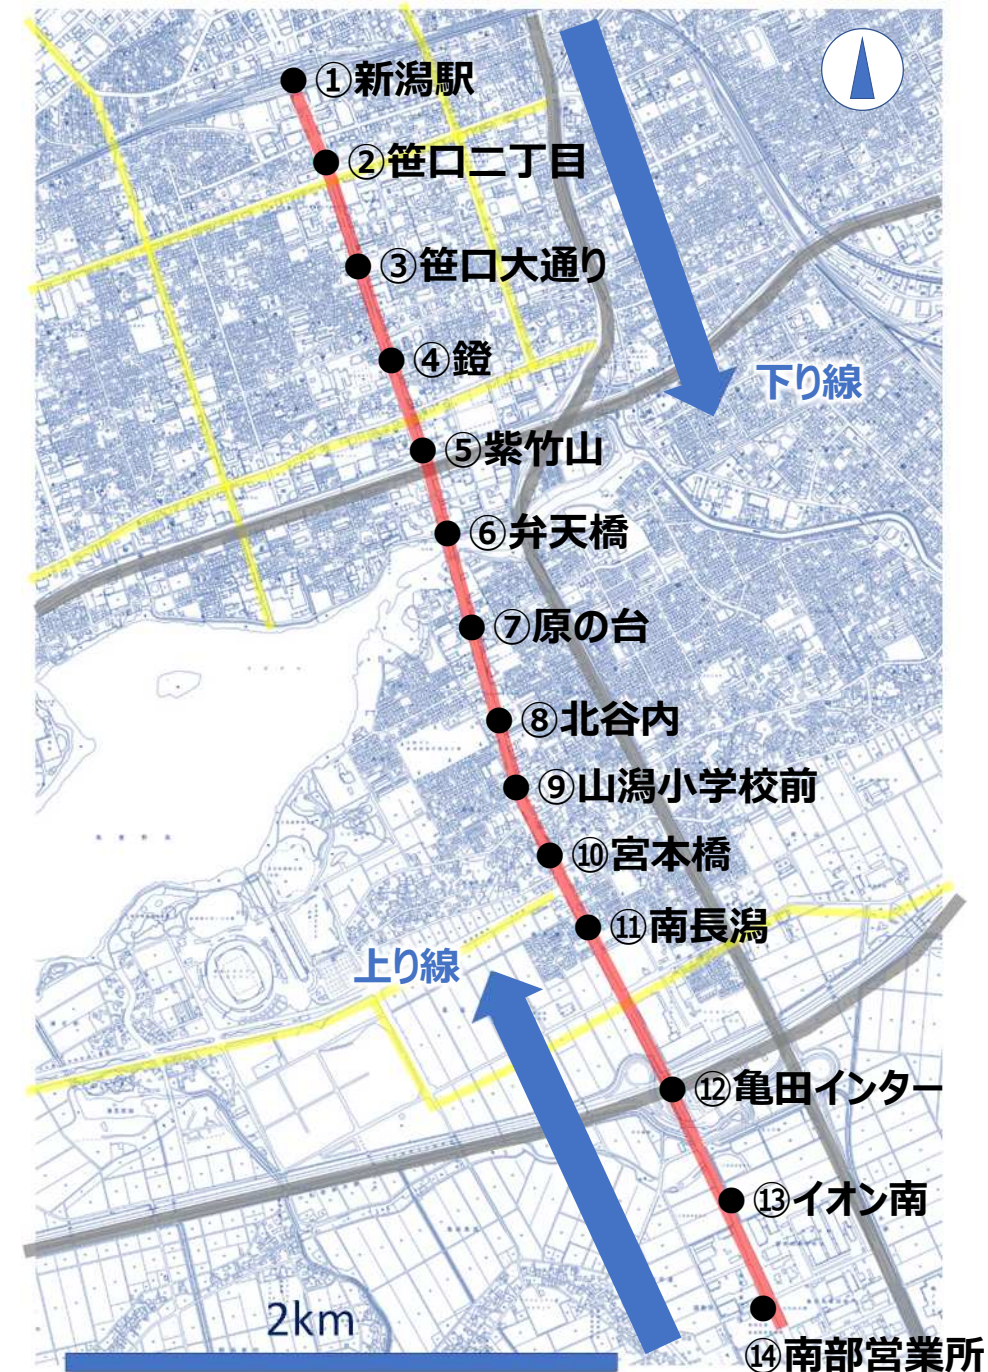 ①新潟駅
②笹口二丁目
③笹口大通り
④鐙
下り線
⑤紫竹山
⑥弁天橋
⑦原の台
⑧北谷内
⑨山潟小学校前
⑩宮本橋
⑪南長潟
上り線
⑫亀田インター
⑬イオン南
2km
⑭南部営業所